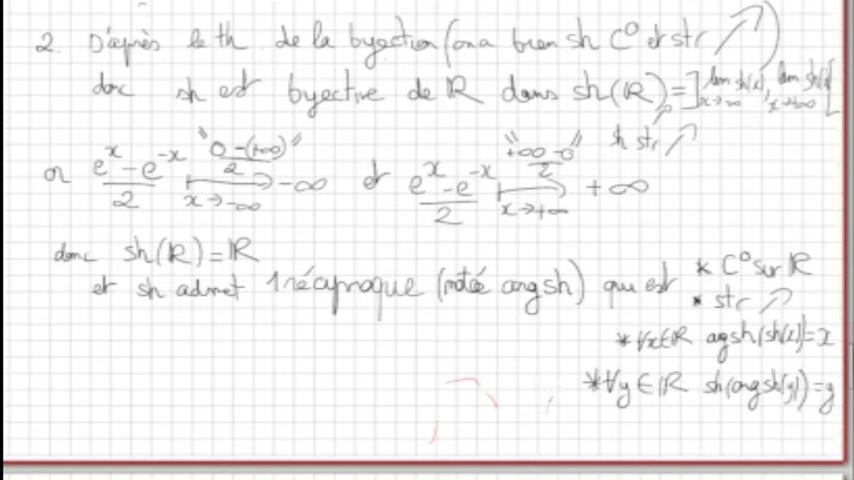 2. D'après le th de la bijection (on a bien sh C⁰ et str ↗)
donc sh est bijective de ℝ dans sh(ℝ) = ]lim sh(x) x→-∞, lim sh(x) x→+∞[
sh str ↗
or (e^x - e^-x)/2 ⟼ x→-∞ "(0-(+∞))/2" -∞ et (e^x - e^-x)/2 ⟼ x→+∞ "(+∞-0)/2" +∞
donc sh(ℝ) = ℝ
et sh admet 1 réciproque (notée argsh) qui est * C⁰ sur ℝ
* str ↗
* ∀x∈ℝ argsh(sh(x))=x
* ∀y∈ℝ sh(argsh(y))=y